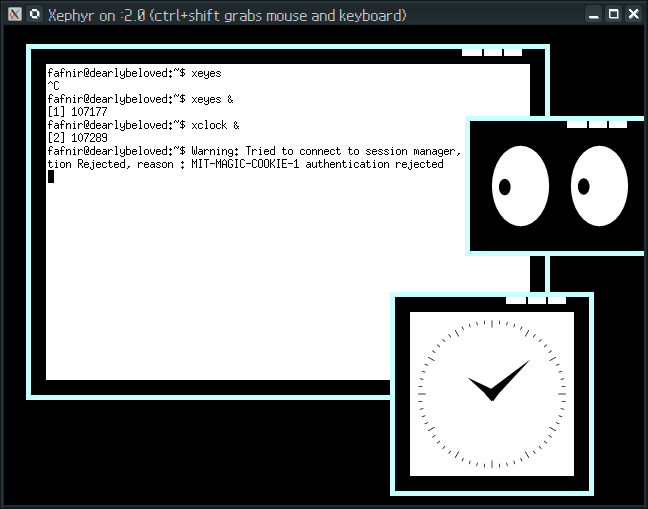 Xephyr on :2.0 (ctrl+shift grabs mouse and keyboard)
fafnir@dearlybeloved:~$ xeyes
^C
fafnir@dearlybeloved:~$ xeyes &
[1] 107177
fafnir@dearlybeloved:~$ xclock &
[2] 107289
fafnir@dearlybeloved:~$ Warning: Tried to connect to session manager,
tion Rejected, reason : MIT-MAGIC-COOKIE-1 authentication rejected